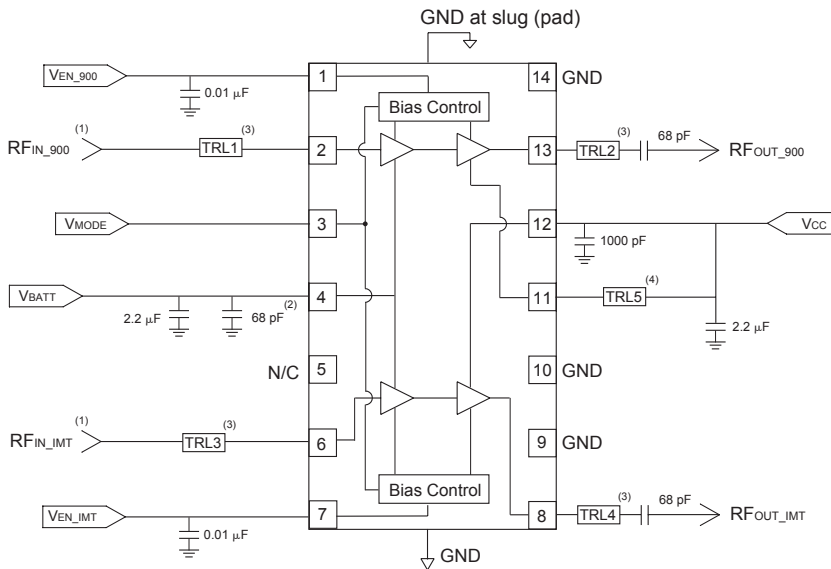 GND at slug (pad)
VEN_900
0.01 µF
1
14
GND
Bias Control
RFIN_900
(1)
TRL1
(3)
2
13
TRL2
(3)
68 pF
RFOUT_900
VMODE
3
12
1000 pF
VCC
VBATT
2.2 µF
68 pF
(2)
4
11
TRL5
(4)
2.2 µF
N/C
5
10
GND
RFIN_IMT
(1)
TRL3
(3)
6
9
GND
Bias Control
VEN_IMT
0.01 µF
7
8
TRL4
(3)
68 pF
RFOUT_IMT
GND